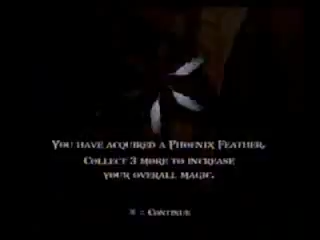 You have acquired a Phoenix Feather.
Collect 3 more to increase
your overall magic.
= Continue